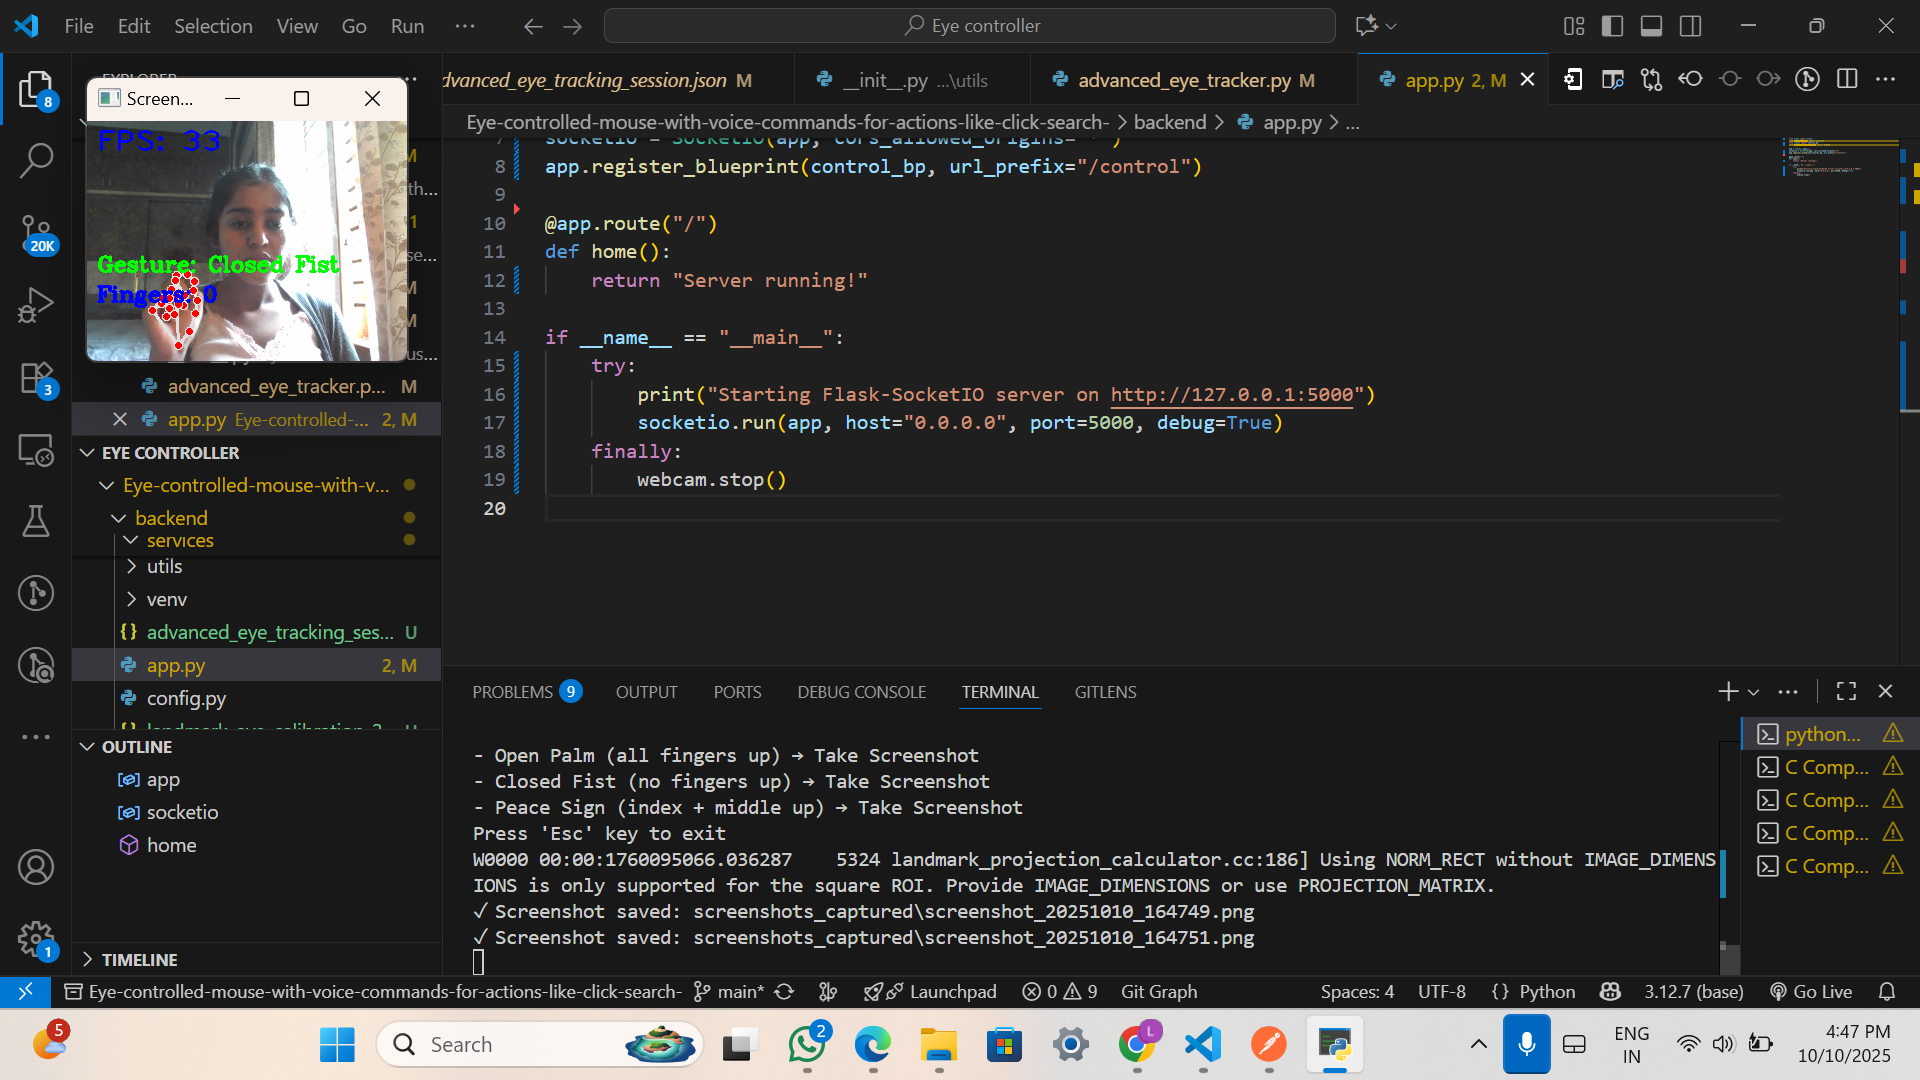 File Edit Selection View Go Run ...
Eye controller
EXPLORER
Screen...
FPS: 33
Gesture: Closed Fist
Fingers: 0
advanced_eye_tracker.p... M
app.py Eye-controlled-... 2, M
8
20K
3
1
EYE CONTROLLER
Eye-controlled-mouse-with-v...
backend
services
utils
venv
advanced_eye_tracking_ses... U
app.py 2, M
config.py
OUTLINE
app
socketio
home
TIMELINE
dvanced_eye_tracking_session.json M
__init__.py ...\utils
advanced_eye_tracker.py M
app.py 2, M
Eye-controlled-mouse-with-voice-commands-for-actions-like-click-search- > backend > app.py > ...
8 app.register_blueprint(control_bp, url_prefix="/control")
9
10 @app.route("/")
11 def home():
12 return "Server running!"
13
14 if __name__ == "__main__":
15 try:
16 print("Starting Flask-SocketIO server on http://127.0.0.1:5000")
17 socketio.run(app, host="0.0.0.0", port=5000, debug=True)
18 finally:
19 webcam.stop()
20
PROBLEMS 9 OUTPUT PORTS DEBUG CONSOLE TERMINAL GITLENS
- Open Palm (all fingers up) → Take Screenshot
- Closed Fist (no fingers up) → Take Screenshot
- Peace Sign (index + middle up) → Take Screenshot
Press 'Esc' key to exit
W0000 00:00:1760095066.036287    5324 landmark_projection_calculator.cc:186] Using NORM_RECT without IMAGE_DIMENS
IONS is only supported for the square ROI. Provide IMAGE_DIMENSIONS or use PROJECTION_MATRIX.
✓ Screenshot saved: screenshots_captured\screenshot_20251010_164749.png
✓ Screenshot saved: screenshots_captured\screenshot_20251010_164751.png
python...
C Comp...
C Comp...
C Comp...
C Comp...
Eye-controlled-mouse-with-voice-commands-for-actions-like-click-search- main* Launchpad 0 9 Git Graph Spaces: 4 UTF-8 {} Python 3.12.7 (base) Go Live
5
Search
2
L
ENG
IN
4:47 PM
10/10/2025